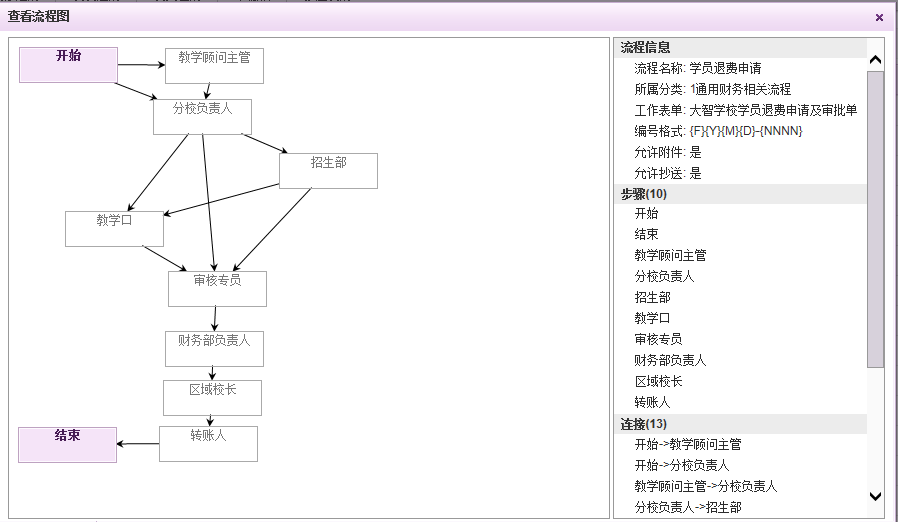 查看流程图
开始
教学顾问主管
分校负责人
招生部
教学口
审核专员
财务部负责人
区域校长
转账人
结束
流程信息
流程名称: 学员退费申请
所属分类: 1通用财务相关流程
工作表单: 大智学校学员退费申请及审批单
编号格式: {F}{Y}{M}{D}-{NNNN}
允许附件: 是
允许抄送: 是
步骤(10)
开始
结束
教学顾问主管
分校负责人
招生部
教学口
审核专员
财务部负责人
区域校长
转账人
连接(13)
开始->教学顾问主管
开始->分校负责人
教学顾问主管->分校负责人
分校负责人->招生部